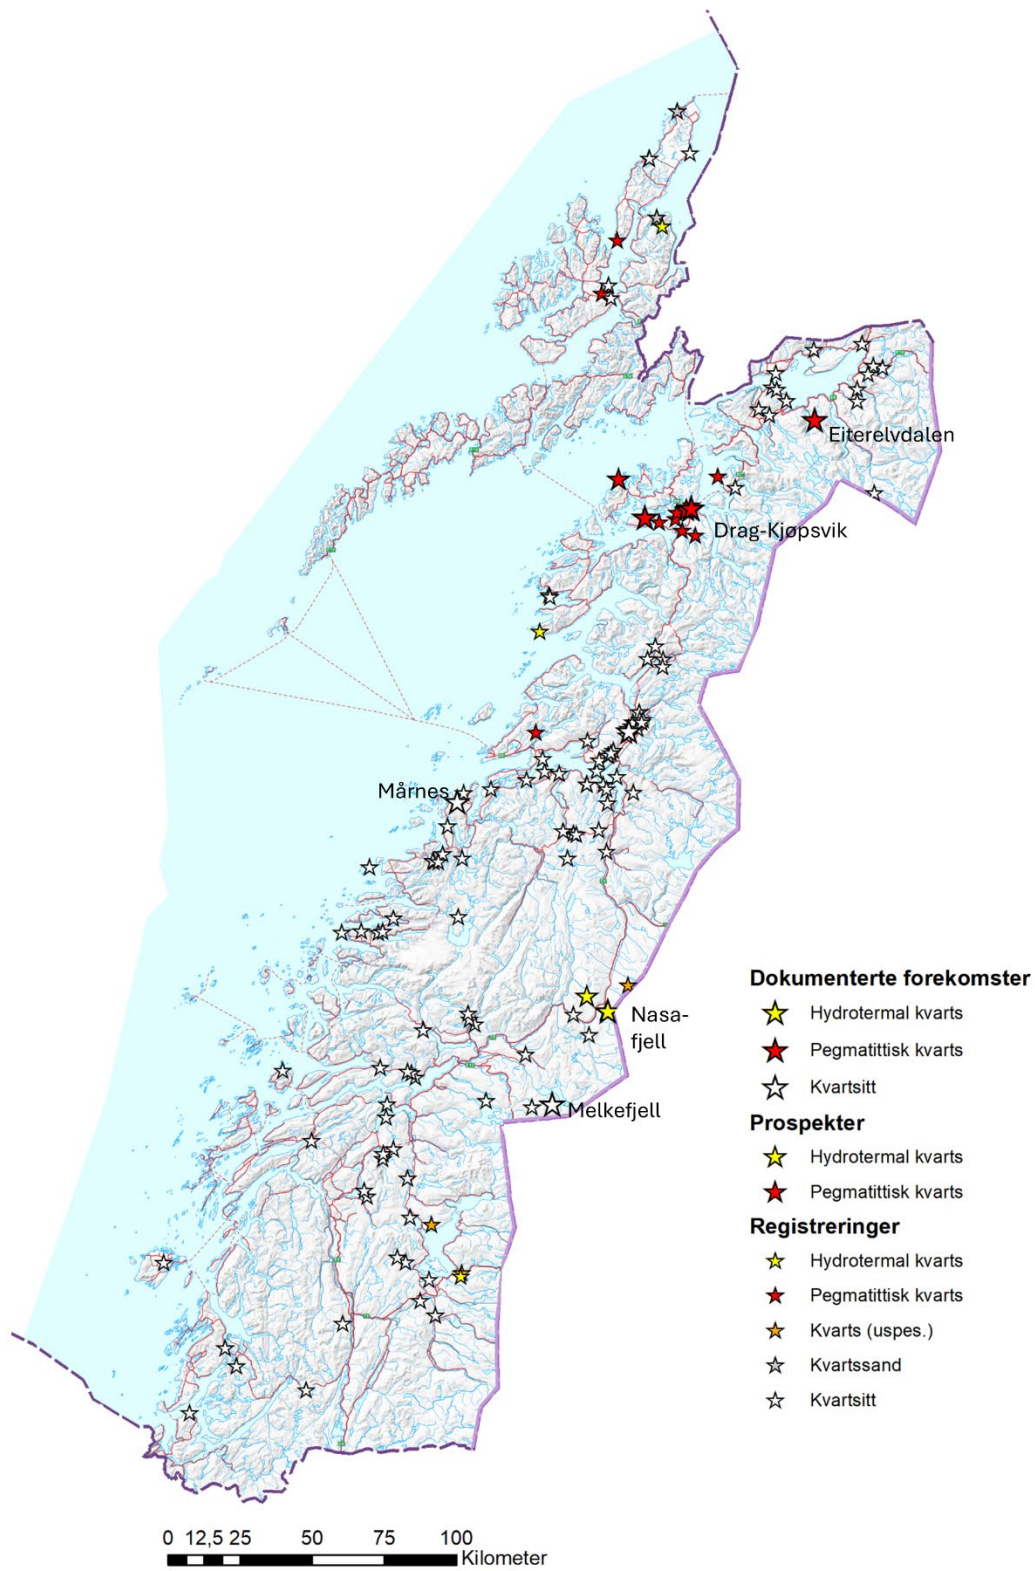 Eiterelvdalen
Drag-Kjøpsvik
Mårnes
Nasa-
fjell
Melkefjell
Dokumenterte forekomster
Hydrotermal kvarts
Pegmatittisk kvarts
Kvartsitt
Prospekter
Hydrotermal kvarts
Pegmatittisk kvarts
Registreringer
Hydrotermal kvarts
Pegmatittisk kvarts
Kvarts (uspes.)
Kvartssand
Kvartsitt
0 12,5 25 50 75 100
Kilometer